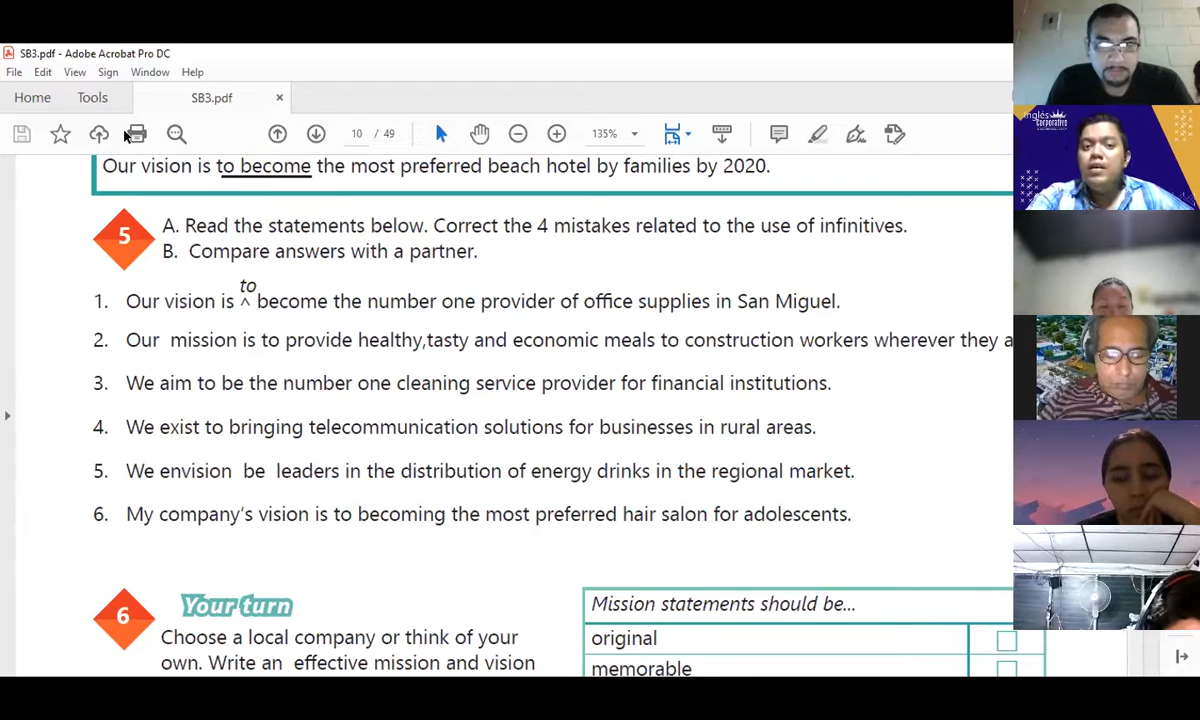 SB3.pdf - Adobe Acrobat Pro DC
File Edit View Sign Window Help
Home Tools SB3.pdf ×
10 / 49 135%
Our vision is to become the most preferred beach hotel by families by 2020.
5 A. Read the statements below. Correct the 4 mistakes related to the use of infinitives.
B. Compare answers with a partner.
to
1. Our vision is ^ become the number one provider of office supplies in San Miguel.
2. Our mission is to provide healthy,tasty and economic meals to construction workers wherever they a
3. We aim to be the number one cleaning service provider for financial institutions.
4. We exist to bringing telecommunication solutions for businesses in rural areas.
5. We envision be leaders in the distribution of energy drinks in the regional market.
6. My company's vision is to becoming the most preferred hair salon for adolescents.
6 Your turn
Choose a local company or think of your
own. Write an effective mission and vision
Mission statements should be...
original
memorable
inglés
corporativo